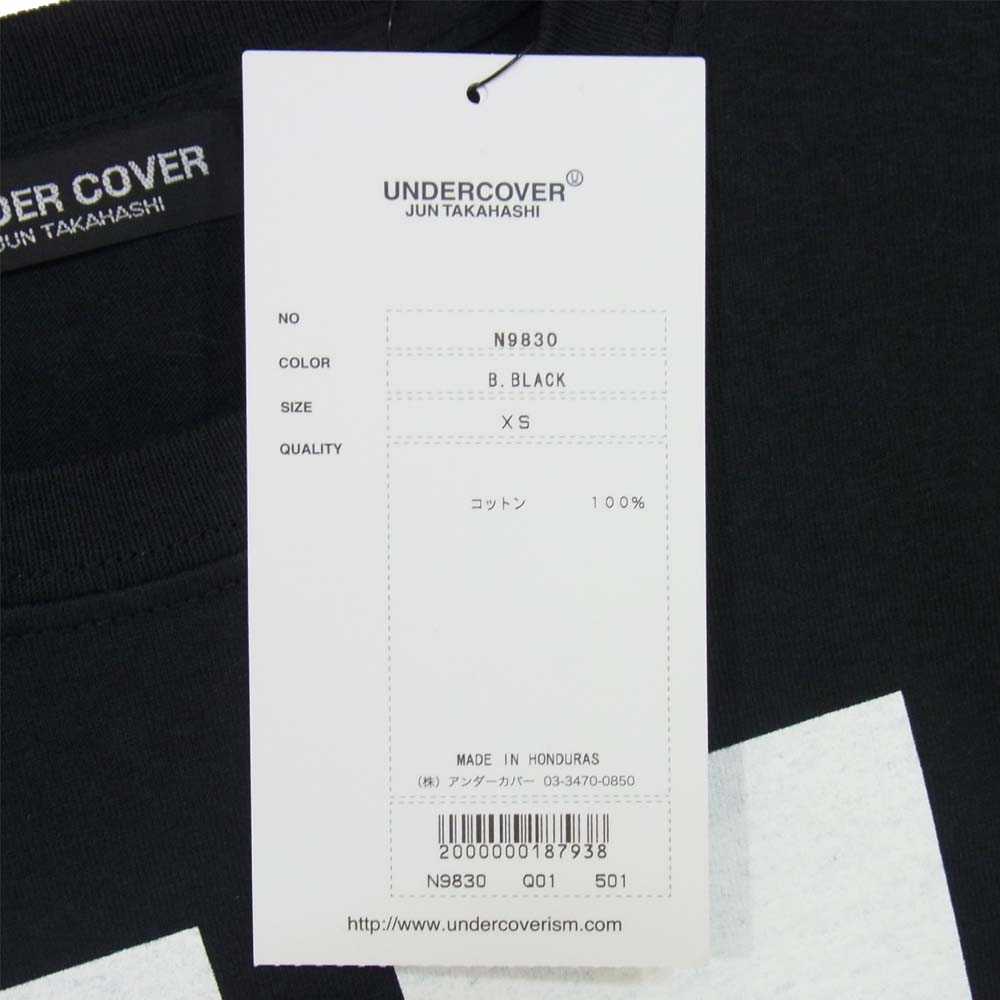 DER COVER
JUN TAKAHASHI
UNDERCOVER Ⓤ
JUN TAKAHASHI
NO N9830
COLOR B.BLACK
SIZE XS
QUALITY
コットン 100%
MADE IN HONDURAS
(株) アンダーカバー 03-3470-0850
2000000187938
N9830 Q01 501
http://www.undercoverism.com